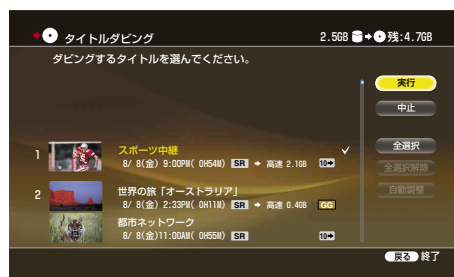 タイトルダビング 2.5GB ➔ 残:4.7GB
ダビングするタイトルを選んでください。
実行
中止
1 スポーツ中継 ✓
8/ 8(金) 9:00PM( 0H54M) SR ➔ 高速 2.1GB 10➔
全選択
全選択解除
2 世界の旅「オーストラリア」
8/ 8(金) 2:33PM( 0H11M) SR ➔ 高速 0.4GB GG
自動調整
都市ネットワーク
8/ 8(金)11:00AM( 0H55M) SR 10➔
戻る 終了